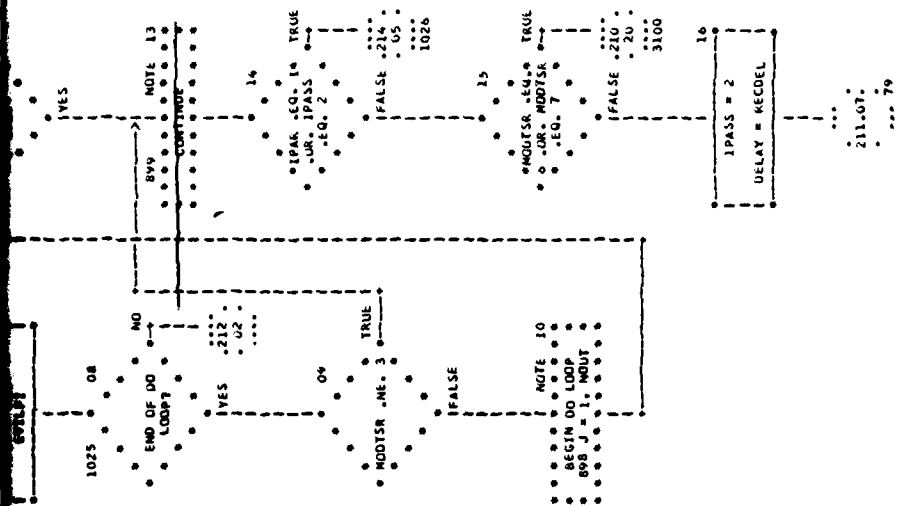 1025 08
END OF DO
LOOP?
NO
.212 .
. 02 .
YES
09
MODTSR .NE. 3
TRUE
FALSE
NOTE 10
BEGIN DO LOOP
898 J = 1, NOUT
YES
899 NOTE 13
CONTINUE
14
IPAR .EQ. 1
.OR. IPASS
.EQ. 2
TRUE
.214 .
. 05 .
1026
FALSE
15
MODTSR .EQ.
.OR. MODTSR
.EQ. 7
TRUE
.210 .
. 20 .
3100
FALSE
16
IPASS = 2
DELAY = RECDEL
211.07.
79